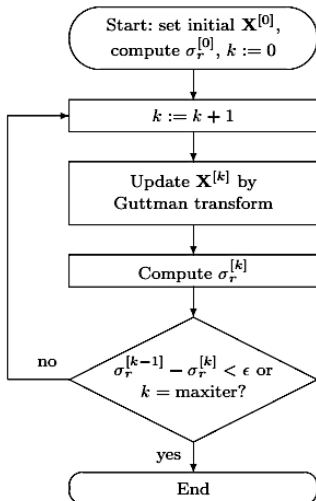 Start: set initial X^[0],
compute σ_r^[0], k := 0
k := k + 1
Update X^[k] by
Guttman transform
Compute σ_r^[k]
no
σ_r^[k−1] − σ_r^[k] < ϵ or
k = maxiter?
yes
End